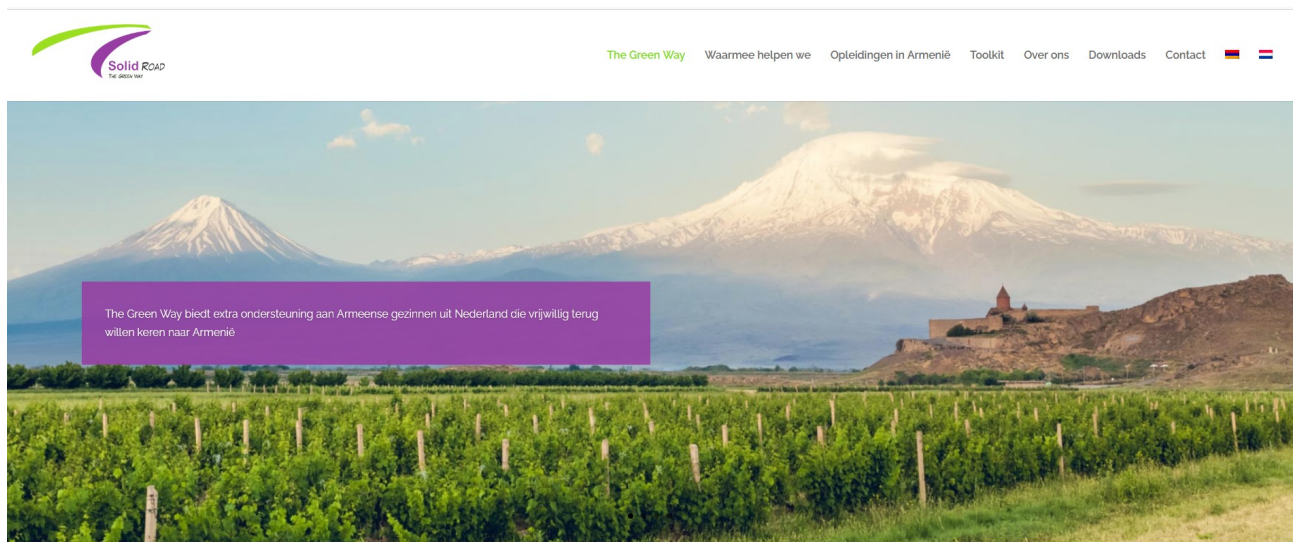 Solid ROAD
THE GREEN WAY
The Green Way Waarmee helpen we Opleidingen in Armenië Toolkit Over ons Downloads Contact
The Green Way biedt extra ondersteuning aan Armeense gezinnen uit Nederland die vrijwillig terug
willen keren naar Armenië